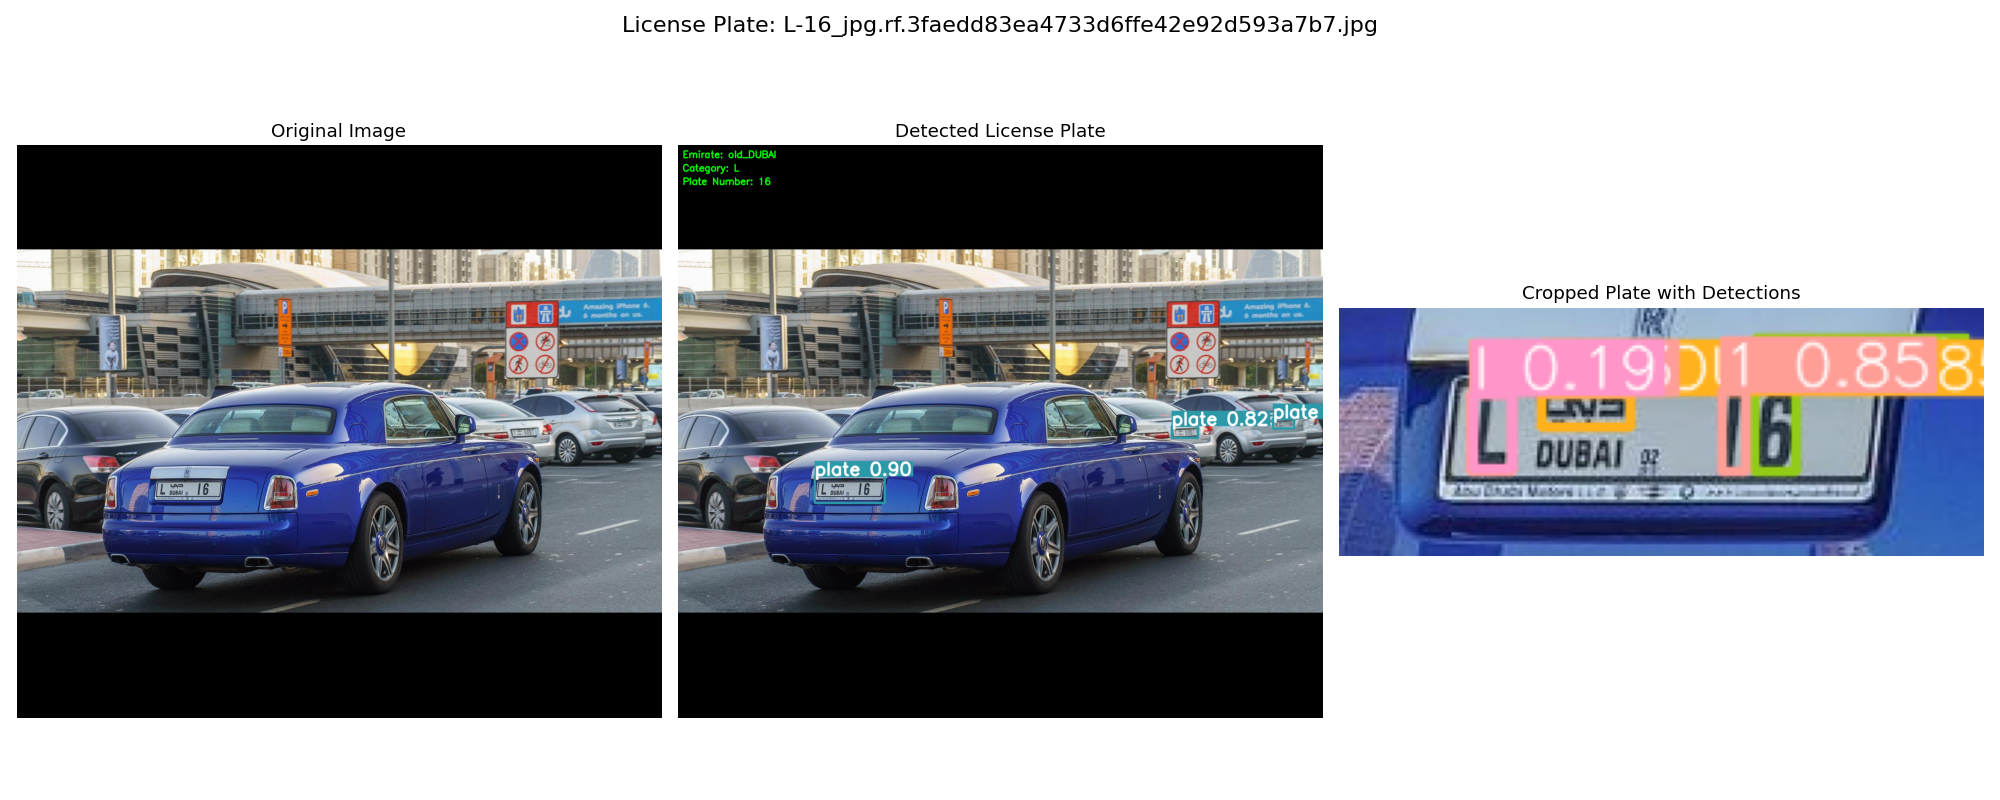 License Plate: L-16_jpg.rf.3faedd83ea4733d6ffe42e92d593a7b7.jpg
Original Image
Amazing iPhone 6.
6 months on us.
du
P
L DUBAI 16
Detected License Plate
Emirate: old_DUBAI
Category: L
Plate Number: 16
Amazing iPhone 6.
6 months on us.
du
P
plate 0.82
plate
plate 0.90
L DUBAI 16
Cropped Plate with Detections
0.19
DU
1 0.85
L DUBAI 02 16
Abu Dhabi Motors L.L.C